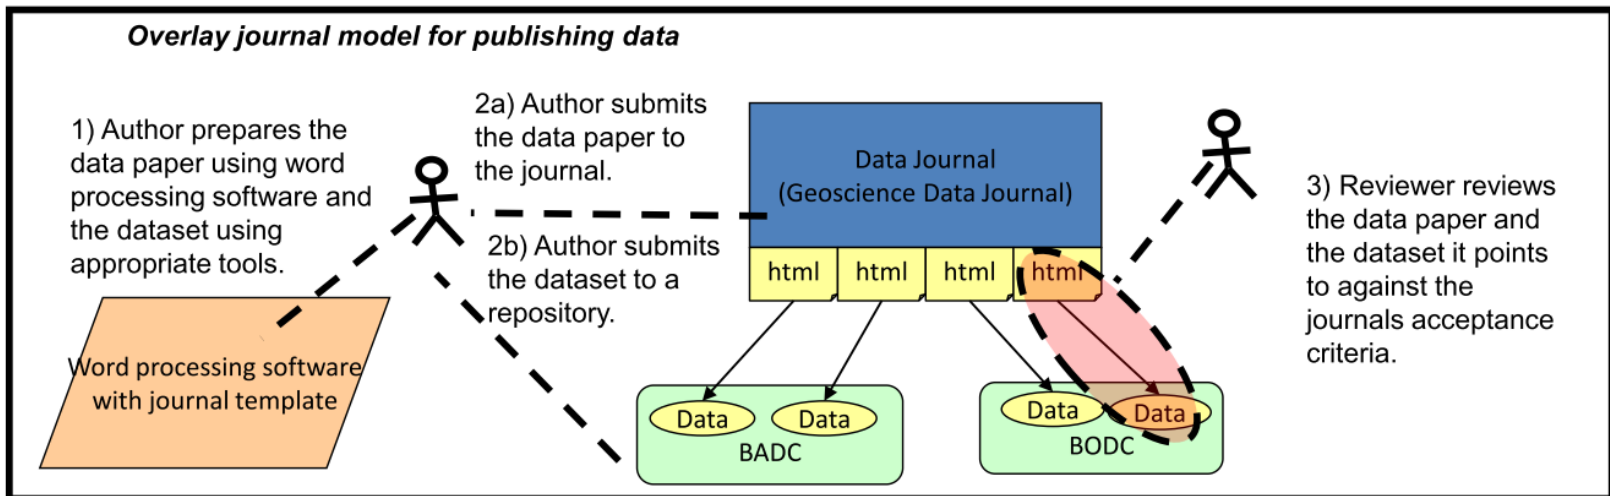 Overlay journal model for publishing data
1) Author prepares the
data paper using word
processing software and
the dataset using
appropriate tools.
2a) Author submits
the data paper to
the journal.
2b) Author submits
the dataset to a
repository.
Word processing software
with journal template
Data Journal
(Geoscience Data Journal)
html
html
html
html
Data
Data
BADC
Data
Data
BODC
3) Reviewer reviews
the data paper and
the dataset it points
to against the
journals acceptance
criteria.